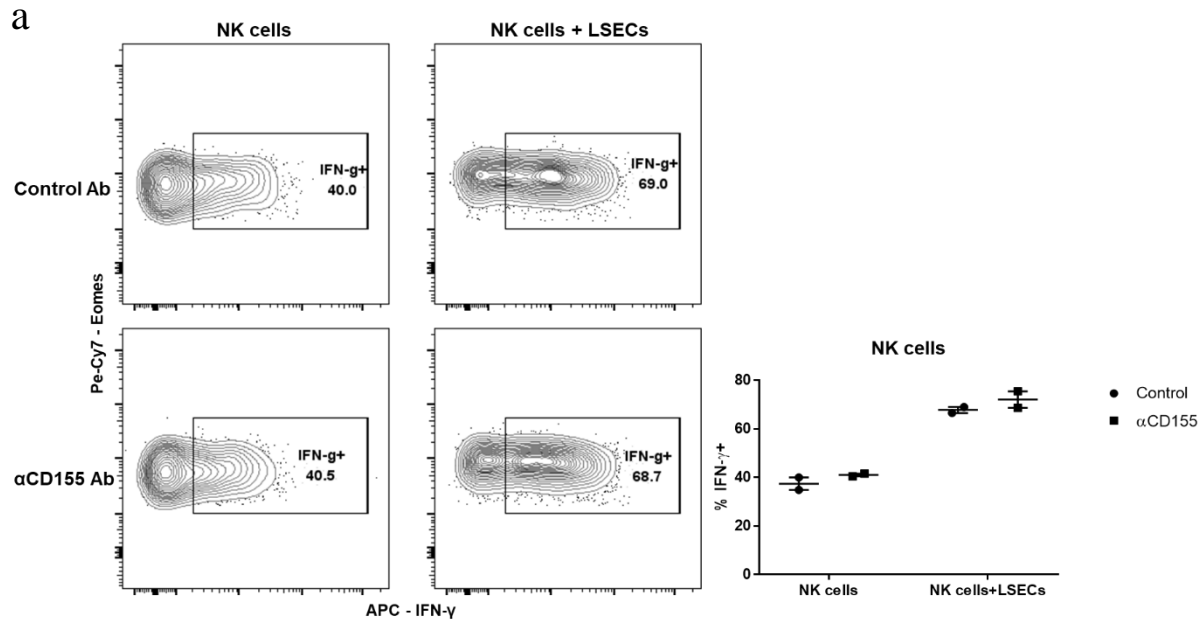 a
NK cells
NK cells + LSECs
Control Ab
IFN-g+
40.0
IFN-g+
69.0
Pe-Cy7 - Eomes
αCD155 Ab
IFN-g+
40.5
IFN-g+
68.7
APC - IFN-γ
NK cells
80
60
40
20
0
% IFN-γ+
NK cells
NK cells+LSECs
Control
αCD155